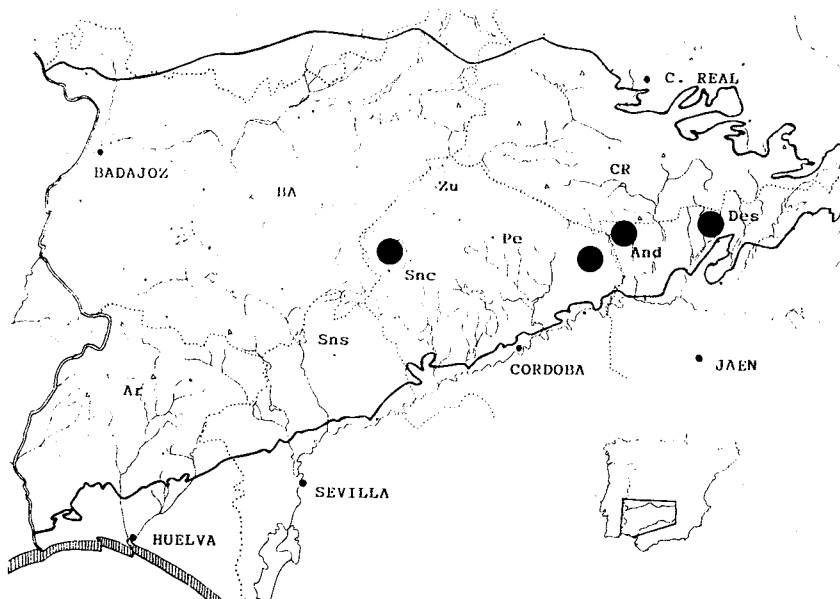 C. REAL
BADAJOZ
BA
Zu
CR
Pe
Des
And
Snc
Sns
CORDOBA
JAEN
Ar
SEVILLA
HUELVA